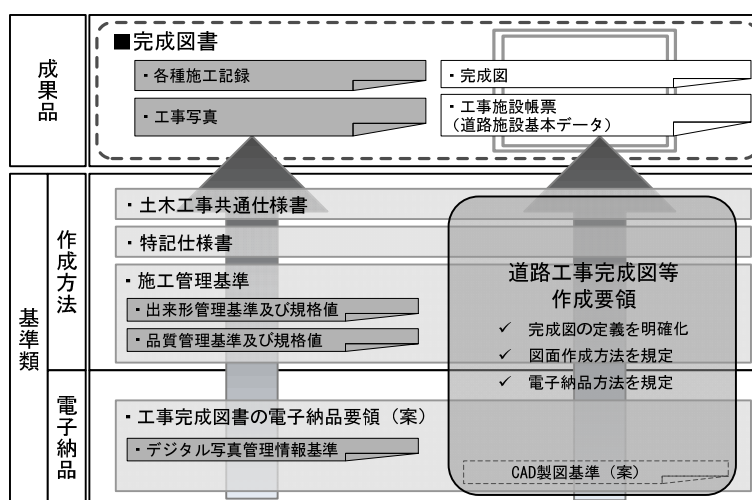 成果品
■完成図書
・各種施工記録
・工事写真
・完成図
・工事施設帳票
(道路施設基本データ)
基準類
作成方法
・土木工事共通仕様書
・特記仕様書
・施工管理基準
・出来形管理基準及び規格値
・品質管理基準及び規格値
道路工事完成図等
作成要領
✓ 完成図の定義を明確化
✓ 図面作成方法を規定
✓ 電子納品方法を規定
電子納品
・工事完成図書の電子納品要領（案）
・デジタル写真管理情報基準
CAD製図基準（案）